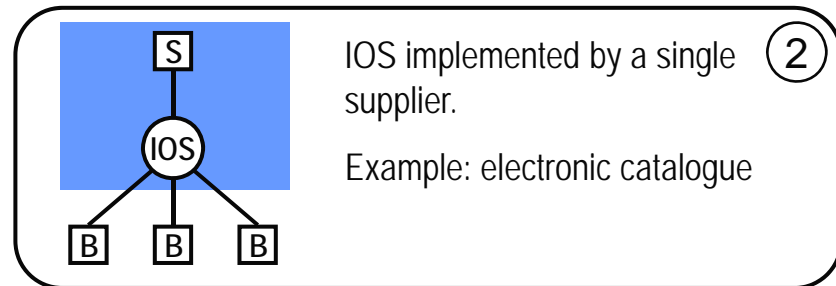 S
IOS implemented by a single
2
supplier.
IOS
Example: electronic catalogue
B B B